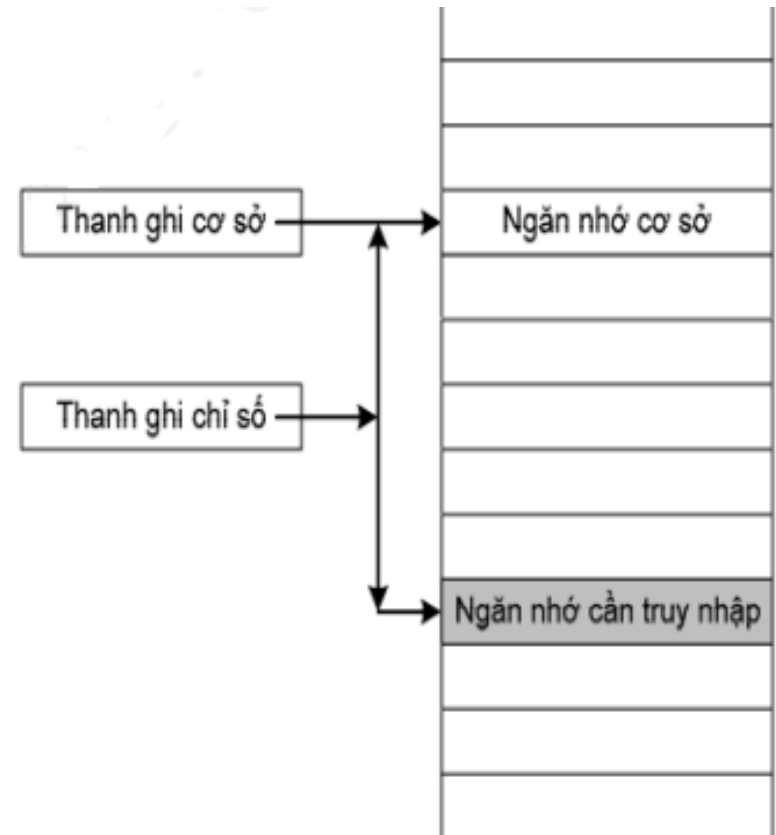 Thanh ghi cơ sở
Ngăn nhớ cơ sở
Thanh ghi chỉ số
Ngăn nhớ cần truy nhập